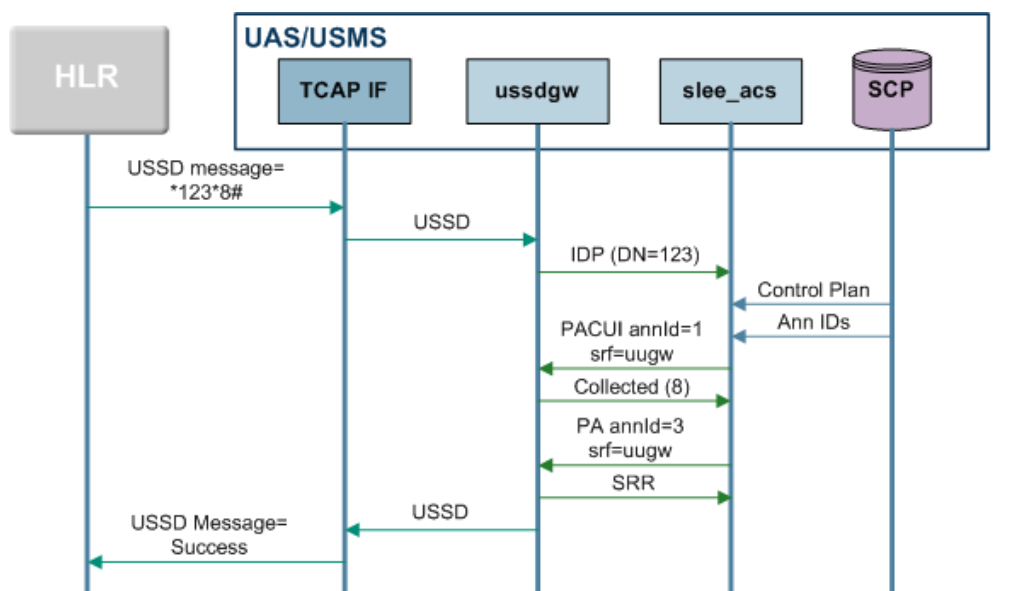 UAS/USMS
HLR
TCAP IF
ussdgw
slee_acs
SCP
USSD message=
*123*8#
USSD
IDP (DN=123)
Control Plan
Ann IDs
PACUI annId=1
srf=uugw
Collected (8)
PA annId=3
srf=uugw
SRR
USSD
USSD Message=
Success